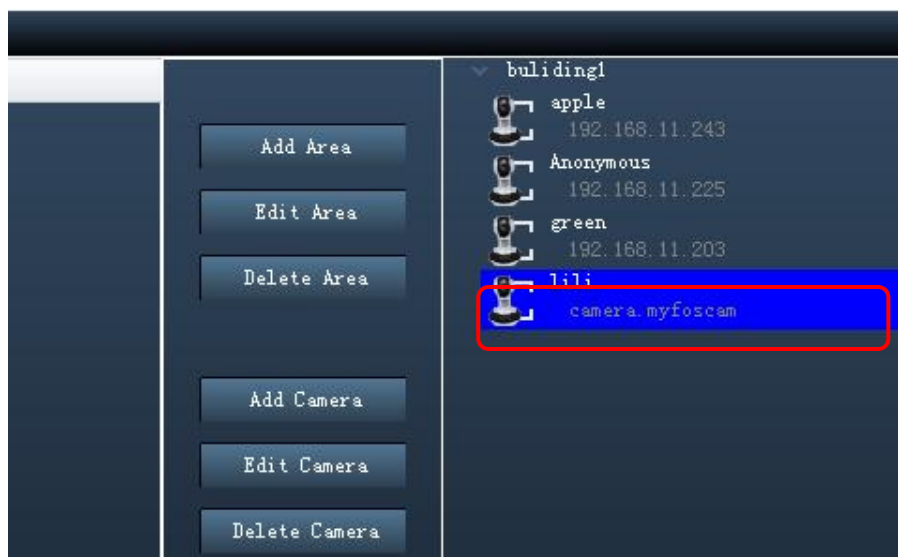 Add Area
Edit Area
Delete Area
Add Camera
Edit Camera
Delete Camera
buliding1
apple
192.168.11.243
Anonymous
192.168.11.225
green
192.168.11.203
lili
camera.myfoscam